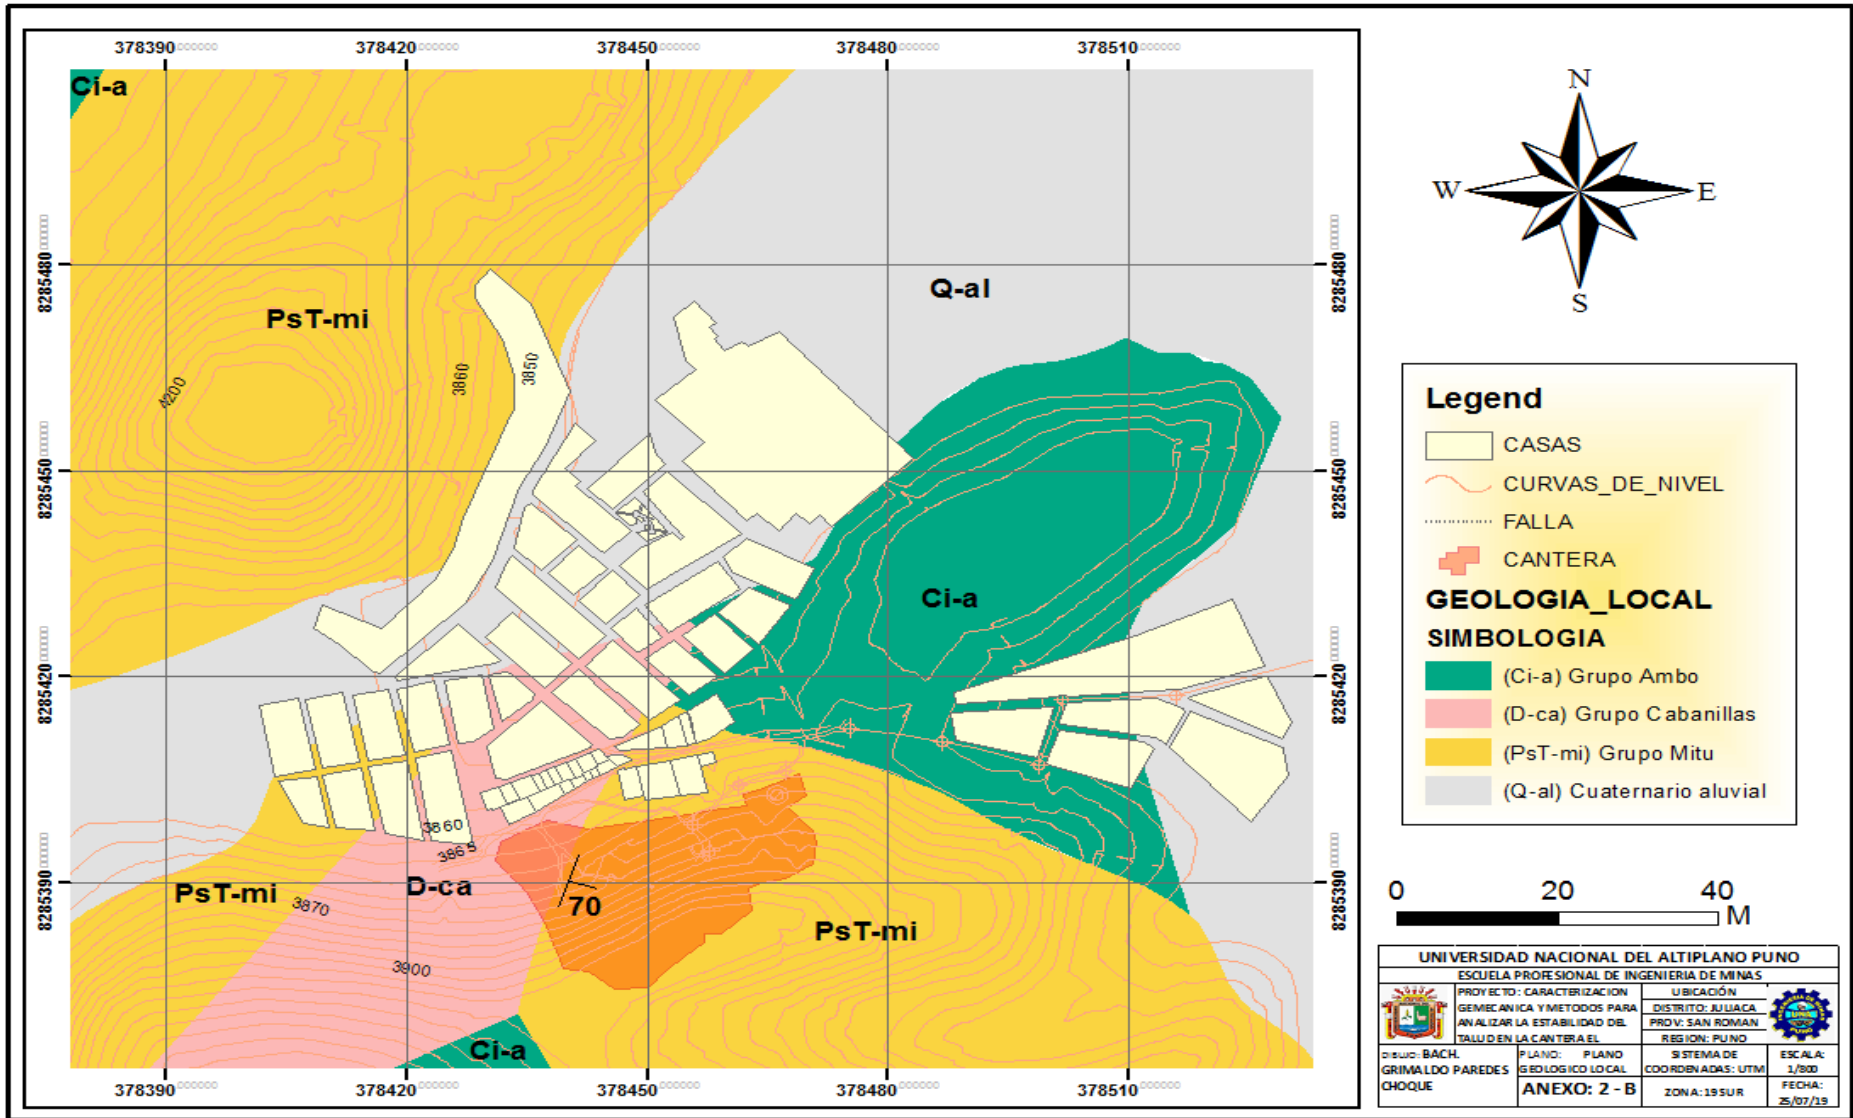 378390 378420 378450 378480 378510
Ci-a
8285480
8285480
Q-al
PsT-mi
4200
3860
3850
8285450
8285450
Ci-a
8285420
8285420
3860
3865
D-ca
PsT-mi
3870
70
8285390
8285390
PsT-mi
3900
Ci-a
378390 378420 378450 378480 378510
N
W E
S
Legend
CASAS
CURVAS_DE_NIVEL
FALLA
CANTERA
GEOLOGIA_LOCAL
SIMBOLOGIA
(Ci-a) Grupo Ambo
(D-ca) Grupo Cabanillas
(PsT-mi) Grupo Mitu
(Q-al) Cuaternario aluvial
0 20 40
M
UNIVERSIDAD NACIONAL DEL ALTIPLANO PUNO
ESCUELA PROFESIONAL DE INGENIERIA DE MINAS
PROYECTO: CARACTERIZACION
GEMECANICA Y METODOS PARA
ANALIZAR LA ESTABILIDAD DEL
TALUD EN LA CANTERA EL
UBICACIÓN
DISTRITO: JULIACA
PROV: SAN ROMAN
REGION: PUNO
DIBUJO: BACH.
GRIMALDO PAREDES
CHOQUE
PLANO: PLANO
GEOLOGICO LOCAL
ANEXO: 2 - B
SISTEMA DE
COORDENADAS: UTM
ZONA: 19 SUR
ESCALA:
1/800
FECHA:
25/07/19